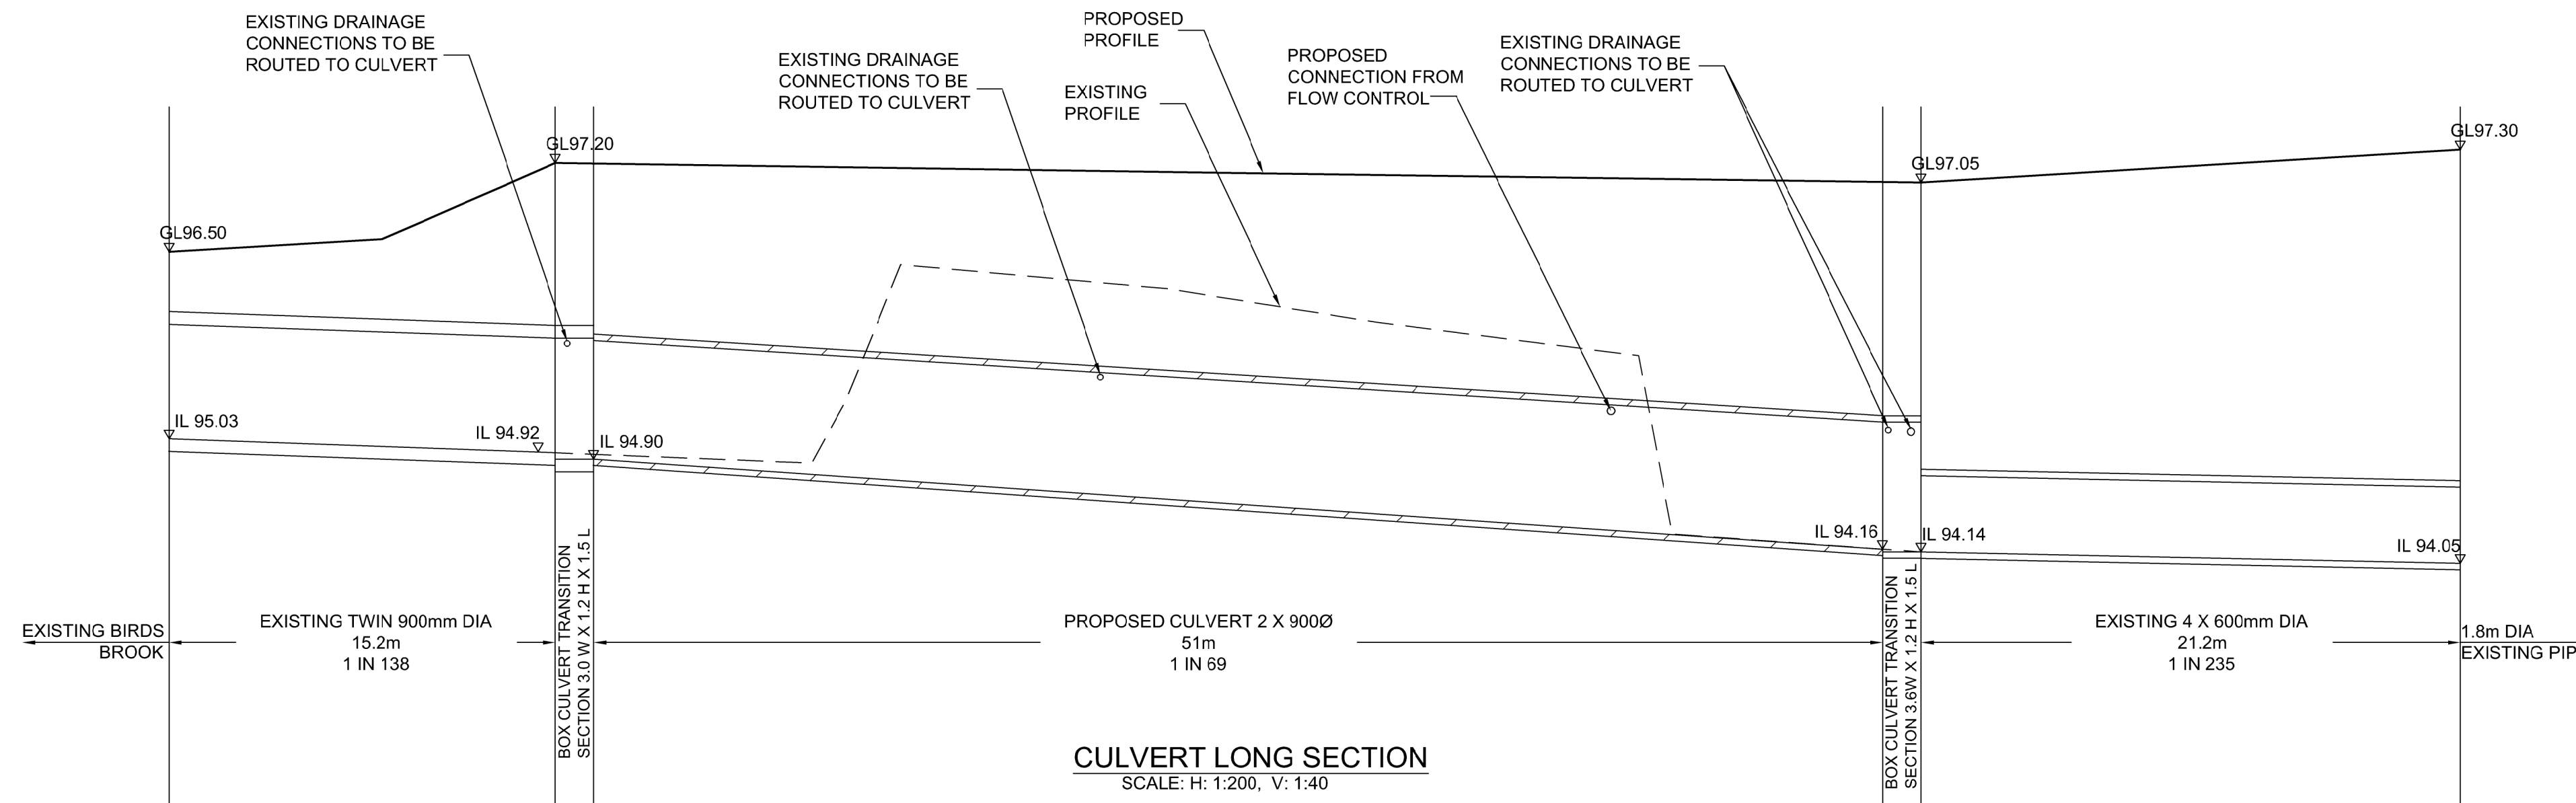 EXISTING DRAINAGE
CONNECTIONS TO BE
ROUTED TO CULVERT
EXISTING DRAINAGE
CONNECTIONS TO BE
ROUTED TO CULVERT
PROPOSED
PROFILE
EXISTING
PROFILE
PROPOSED
CONNECTION FROM
FLOW CONTROL
EXISTING DRAINAGE
CONNECTIONS TO BE
ROUTED TO CULVERT
GL96.50
GL97.20
GL97.05
GL97.30
IL 95.03
IL 94.92
IL 94.90
IL 94.16
IL 94.14
IL 94.05
EXISTING BIRDS
BROOK
EXISTING TWIN 900mm DIA
15.2m
1 IN 138
BOX CULVERT TRANSITION
SECTION 3.0 W X 1.2 H X 1.5 L
PROPOSED CULVERT 2 X 900Ø
51m
1 IN 69
BOX CULVERT TRANSITION
SECTION 3.6W X 1.2 H X 1.5 L
EXISTING 4 X 600mm DIA
21.2m
1 IN 235
1.8m DIA
EXISTING PIP
CULVERT LONG SECTION
SCALE: H: 1:200, V: 1:40